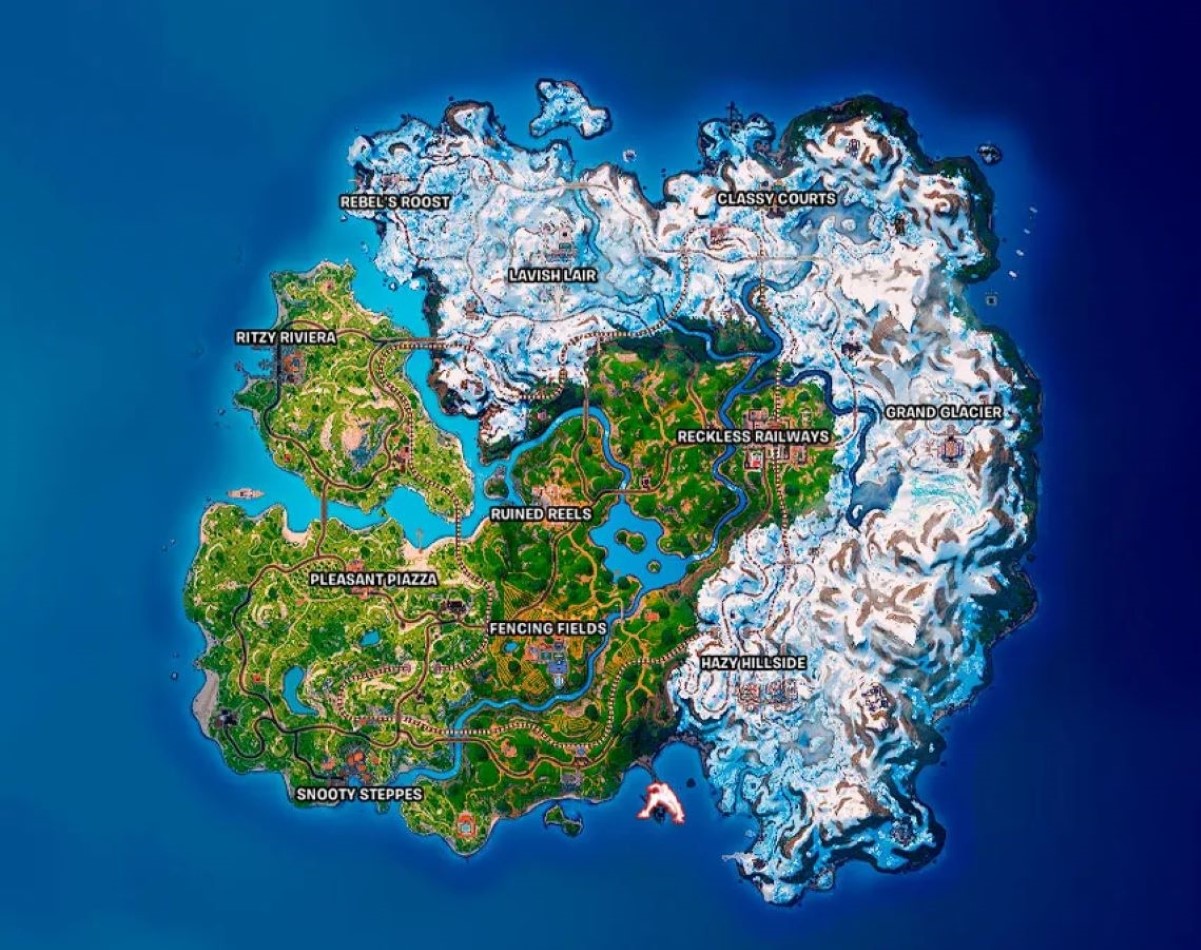 CLASSY COURTS
REBEL'S ROOST
LAVISH LAIR
RITZY RIVIERA
GRAND GLACIER
RECKLESS RAILWAYS
RUINED REELS
PLEASANT PIAZZA
FENCING FIELDS
HAZY HILLSIDE
SNOOTY STEPPES